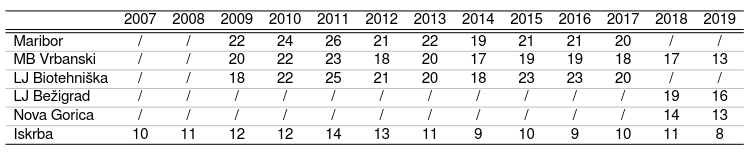 2007 2008 2009 2010 2011 2012 2013 2014 2015 2016 2017 2018 2019
Maribor / / 22 24 26 21 22 19 21 21 20 / /
MB Vrbanski / / 20 22 23 18 20 17 19 19 18 17 13
LJ Biotehniška / / 18 22 25 21 20 18 23 23 20 / /
LJ Bežigrad / / / / / / / / / / / 19 16
Nova Gorica / / / / / / / / / / / 14 13
Iskrba 10 11 12 12 14 13 11 9 10 9 10 11 8